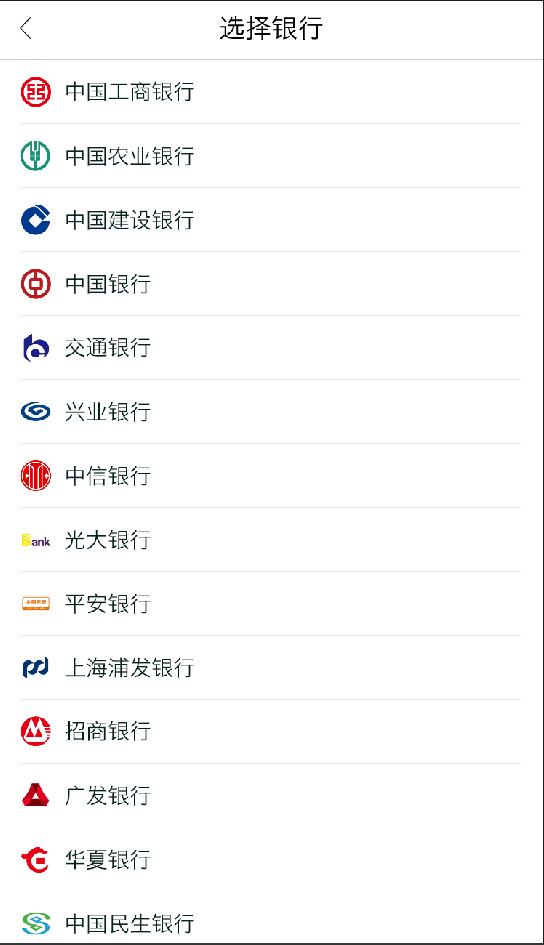 选择银行
中国工商银行
中国农业银行
中国建设银行
中国银行
交通银行
兴业银行
中信银行
Bank 光大银行
平安银行
上海浦发银行
招商银行
广发银行
华夏银行
中国民生银行